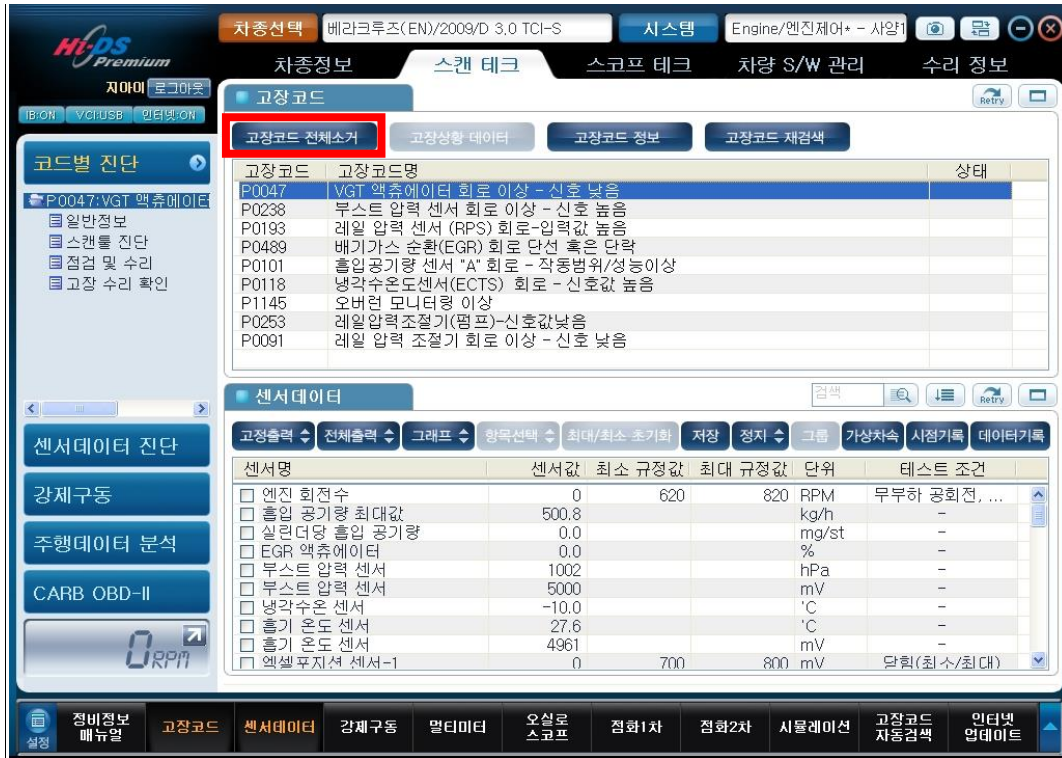 Hi-DS Premium
차종선택 베라크루즈(EN)/2009/D 3.0 TCI-S 시스템 Engine/엔진제어* - 사양1
차종정보 스캔 테크 스코프 테크 차량 S/W 관리 수리 정보
지아이 로그아웃
IB:ON VCI:USB 인터넷:ON
코드별 진단
P0047:VGT 액츄에이터
일반정보
스캔툴 진단
점검 및 수리
고장 수리 확인
센서데이터 진단
강제구동
주행데이터 분석
CARB OBD-II
0 RPM
고장코드 Retry
고장코드 전체소거 고장상황 데이터 고장코드 정보 고장코드 재검색
고장코드 고장코드명 상태
P0047 VGT 액츄에이터 회로 이상 - 신호 낮음
P0238 부스트 압력 센서 회로 이상 - 신호 높음
P0193 레일 압력 센서 (RPS) 회로-입력값 높음
P0489 배기가스 순환(EGR) 회로 단선 혹은 단락
P0101 흡입공기량 센서 "A" 회로 - 작동범위/성능이상
P0118 냉각수온도센서(ECTS) 회로 - 신호값 높음
P1145 오버런 모니터링 이상
P0253 레일압력조절기(펌프)-신호값낮음
P0091 레일 압력 조절기 회로 이상 - 신호 낮음
센서데이터 검색 Retry
고정출력 전체출력 그래프 항목선택 최대/최소 초기화 저장 정지 그룹 가상차속 시점기록 데이터기록
센서명 센서값 최소 규정값 최대 규정값 단위 테스트 조건
엔진 회전수 0 620 820 RPM 무부하 공회전, ...
흡입 공기량 최대값 500.8 kg/h -
실린더당 흡입 공기량 0.0 mg/st -
EGR 액츄에이터 0.0 % -
부스트 압력 센서 1002 hPa -
부스트 압력 센서 5000 mV -
냉각수온 센서 -10.0 'C -
흡기 온도 센서 27.6 'C -
흡기 온도 센서 4961 mV -
엑셀포지션 센서-1 0 700 800 mV 닫힘(최소/최대)
설정 정비정보 매뉴얼 고장코드 센서데이터 강제구동 멀티미터 오실로 스코프 점화1차 점화2차 시뮬레이션 고장코드 자동검색 인터넷 업데이트